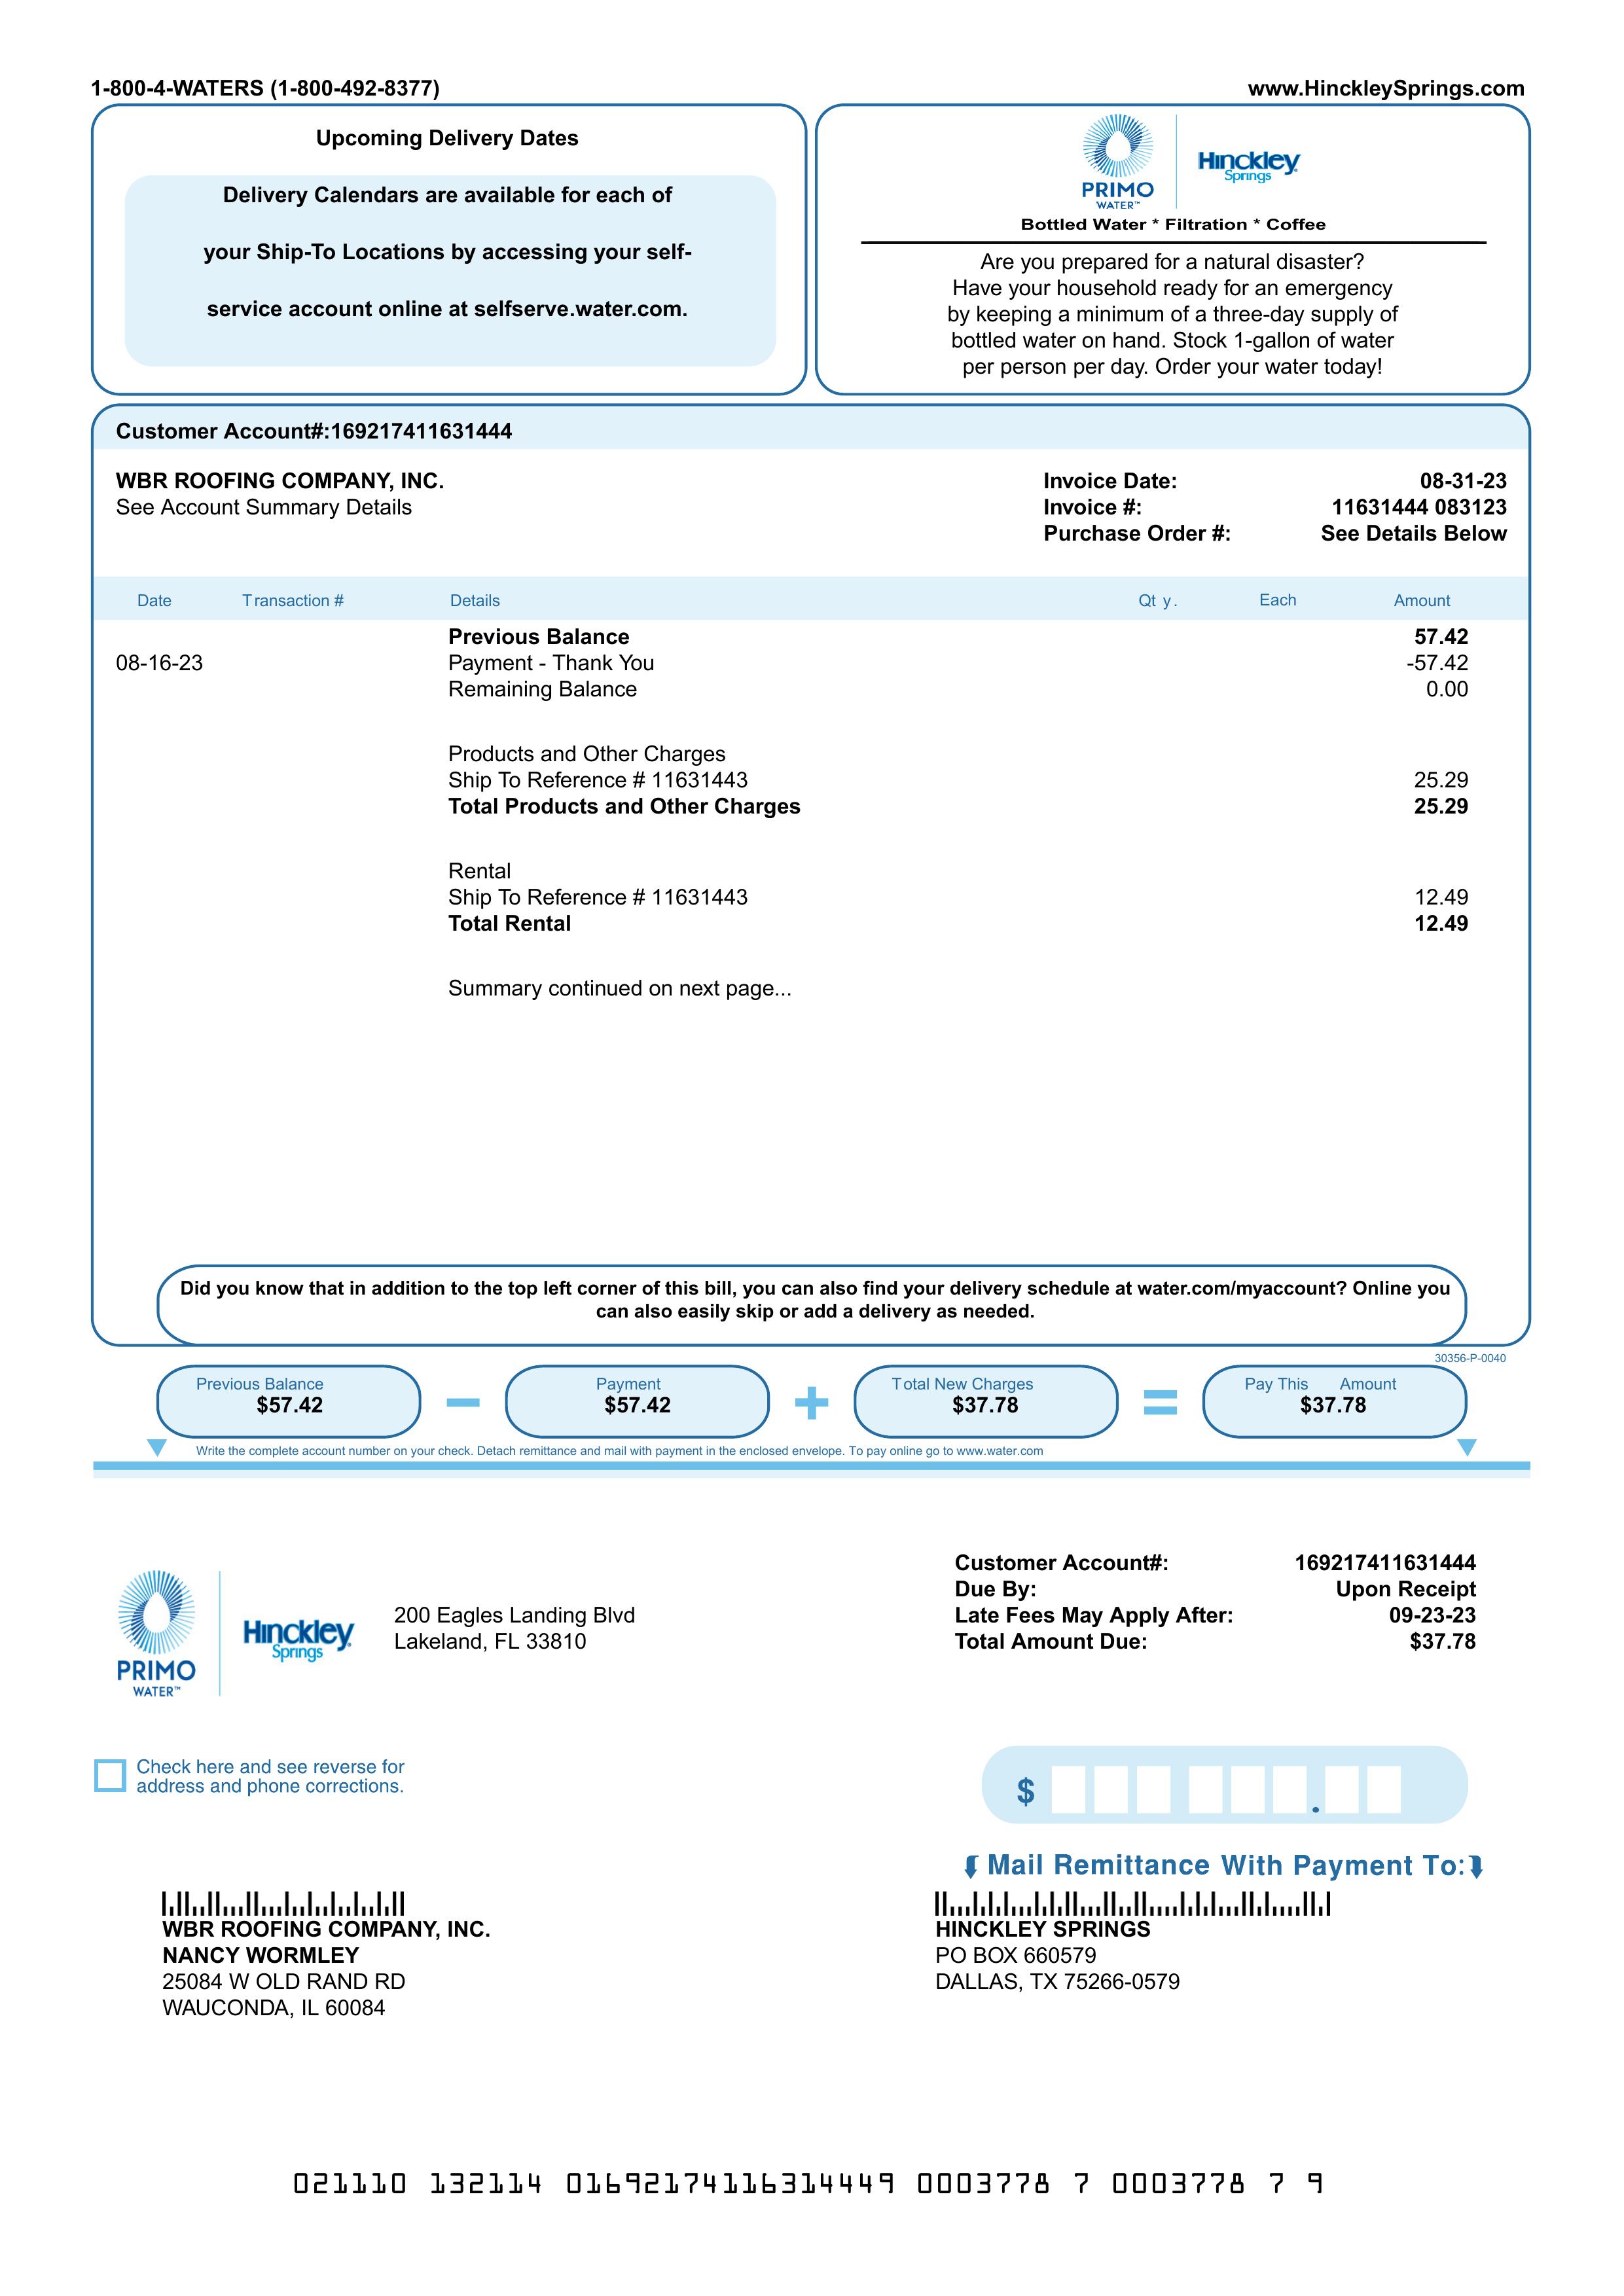 1-800-4-WATERS (1-800-492-8377)
www.HinckleySprings.com
Upcoming Delivery Dates
Delivery Calendars are available for each of
your Ship-To Locations by accessing your self-
service account online at selfserve.water.com.
PRIMO
WATER™
Hinckley
Springs
Bottled Water * Filtration * Coffee
Are you prepared for a natural disaster?
Have your household ready for an emergency
by keeping a minimum of a three-day supply of
bottled water on hand. Stock 1-gallon of water
per person per day. Order your water today!
Customer Account#:169217411631444
WBR ROOFING COMPANY, INC.
See Account Summary Details
Invoice Date: 08-31-23
Invoice #: 11631444 083123
Purchase Order #: See Details Below
Date Transaction # Details Qty. Each Amount
Previous Balance 57.42
08-16-23 Payment - Thank You -57.42
Remaining Balance 0.00
Products and Other Charges
Ship To Reference # 11631443 25.29
Total Products and Other Charges 25.29
Rental
Ship To Reference # 11631443 12.49
Total Rental 12.49
Summary continued on next page...
Did you know that in addition to the top left corner of this bill, you can also find your delivery schedule at water.com/myaccount? Online you
can also easily skip or add a delivery as needed.
30356-P-0040
Previous Balance Payment Total New Charges Pay This Amount
$57.42 − $57.42 + $37.78 = $37.78
Write the complete account number on your check. Detach remittance and mail with payment in the enclosed envelope. To pay online go to www.water.com
PRIMO
WATER™
Hinckley
Springs
200 Eagles Landing Blvd
Lakeland, FL 33810
Customer Account#: 169217411631444
Due By: Upon Receipt
Late Fees May Apply After: 09-23-23
Total Amount Due: $37.78
Check here and see reverse for
address and phone corrections.
$ .
Mail Remittance With Payment To:
WBR ROOFING COMPANY, INC.
NANCY WORMLEY
25084 W OLD RAND RD
WAUCONDA, IL 60084
HINCKLEY SPRINGS
PO BOX 660579
DALLAS, TX 75266-0579
021110 132114 01692174116314449 0003778 7 0003778 7 9